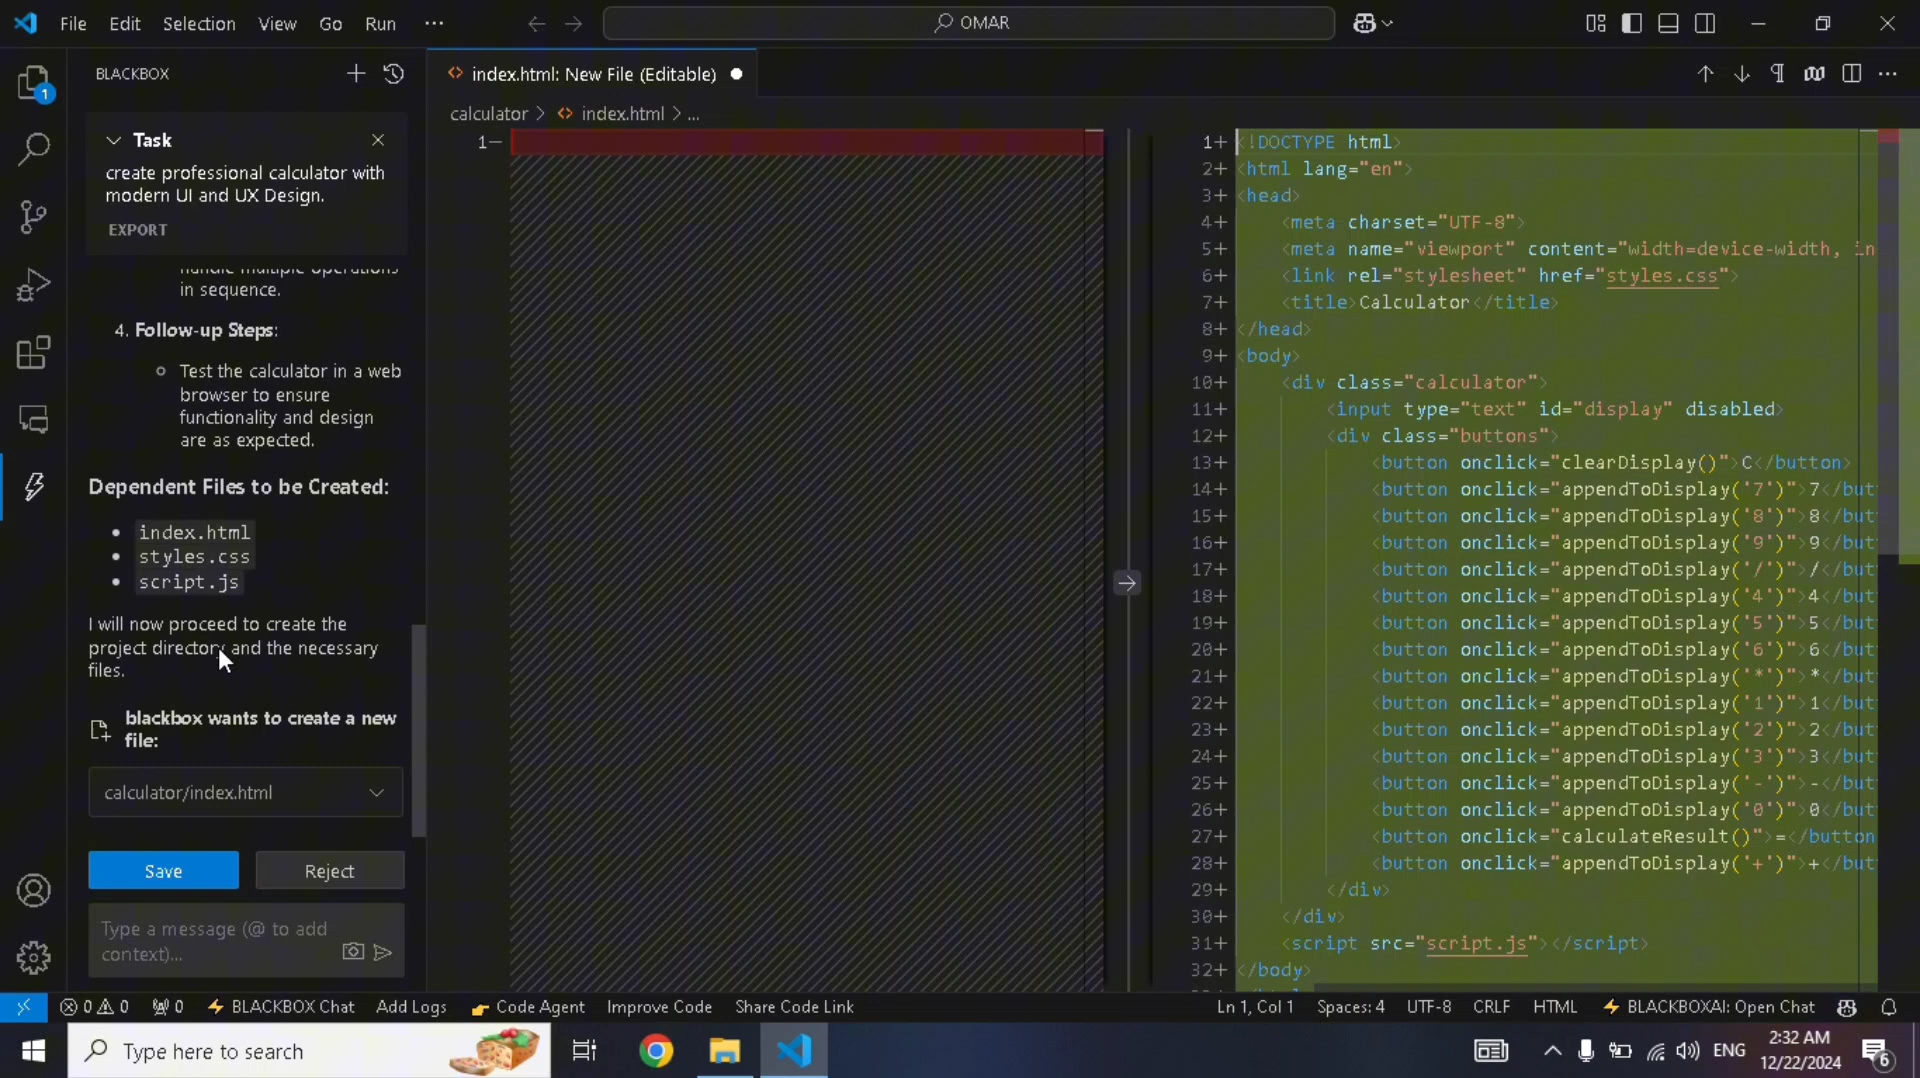 File Edit Selection View Go Run ···
OMAR
BLACKBOX
Task
create professional calculator with
modern UI and UX Design.
EXPORT
handle multiple operations
in sequence.
4. Follow-up Steps:
Test the calculator in a web
browser to ensure
functionality and design
are as expected.
Dependent Files to be Created:
index.html
styles.css
script.js
I will now proceed to create the
project directory and the necessary
files.
blackbox wants to create a new
file:
calculator/index.html
Save Reject
Type a message (@ to add
context)...
index.html: New File (Editable)
calculator > index.html > ...
1−
1+ <!DOCTYPE html>
2+ <html lang="en">
3+ <head>
4+ <meta charset="UTF-8">
5+ <meta name="viewport" content="width=device-width, in
6+ <link rel="stylesheet" href="styles.css">
7+ <title>Calculator</title>
8+ </head>
9+ <body>
10+ <div class="calculator">
11+ <input type="text" id="display" disabled>
12+ <div class="buttons">
13+ <button onclick="clearDisplay()">C</button>
14+ <button onclick="appendToDisplay('7')">7</but
15+ <button onclick="appendToDisplay('8')">8</but
16+ <button onclick="appendToDisplay('9')">9</but
17+ <button onclick="appendToDisplay('/')">/</but
18+ <button onclick="appendToDisplay('4')">4</but
19+ <button onclick="appendToDisplay('5')">5</but
20+ <button onclick="appendToDisplay('6')">6</but
21+ <button onclick="appendToDisplay('*')">*</but
22+ <button onclick="appendToDisplay('1')">1</but
23+ <button onclick="appendToDisplay('2')">2</but
24+ <button onclick="appendToDisplay('3')">3</but
25+ <button onclick="appendToDisplay('-')">-</but
26+ <button onclick="appendToDisplay('0')">0</but
27+ <button onclick="calculateResult()">=</button
28+ <button onclick="appendToDisplay('+')">+</but
29+ </div>
30+ </div>
31+ <script src="script.js"></script>
32+ </body>
0 0 0 BLACKBOX Chat Add Logs Code Agent Improve Code Share Code Link Ln 1, Col 1 Spaces: 4 UTF-8 CRLF HTML BLACKBOXAI: Open Chat
Type here to search
ENG
2:32 AM
12/22/2024
6
1